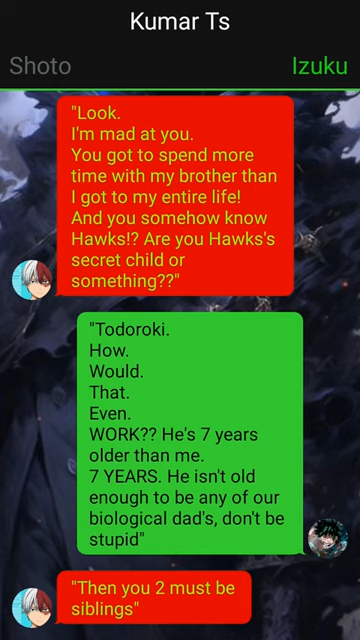 Kumar Ts
Shoto
Izuku
"Look.
I'm mad at you.
You got to spend more
time with my brother than
I got to my entire life!
And you somehow know
Hawks!? Are you Hawks's
secret child or
something??"
"Todoroki.
How.
Would.
That.
Even.
WORK?? He's 7 years
older than me.
7 YEARS. He isn't old
enough to be any of our
biological dad's, don't be
stupid"
"Then you 2 must be
siblings"